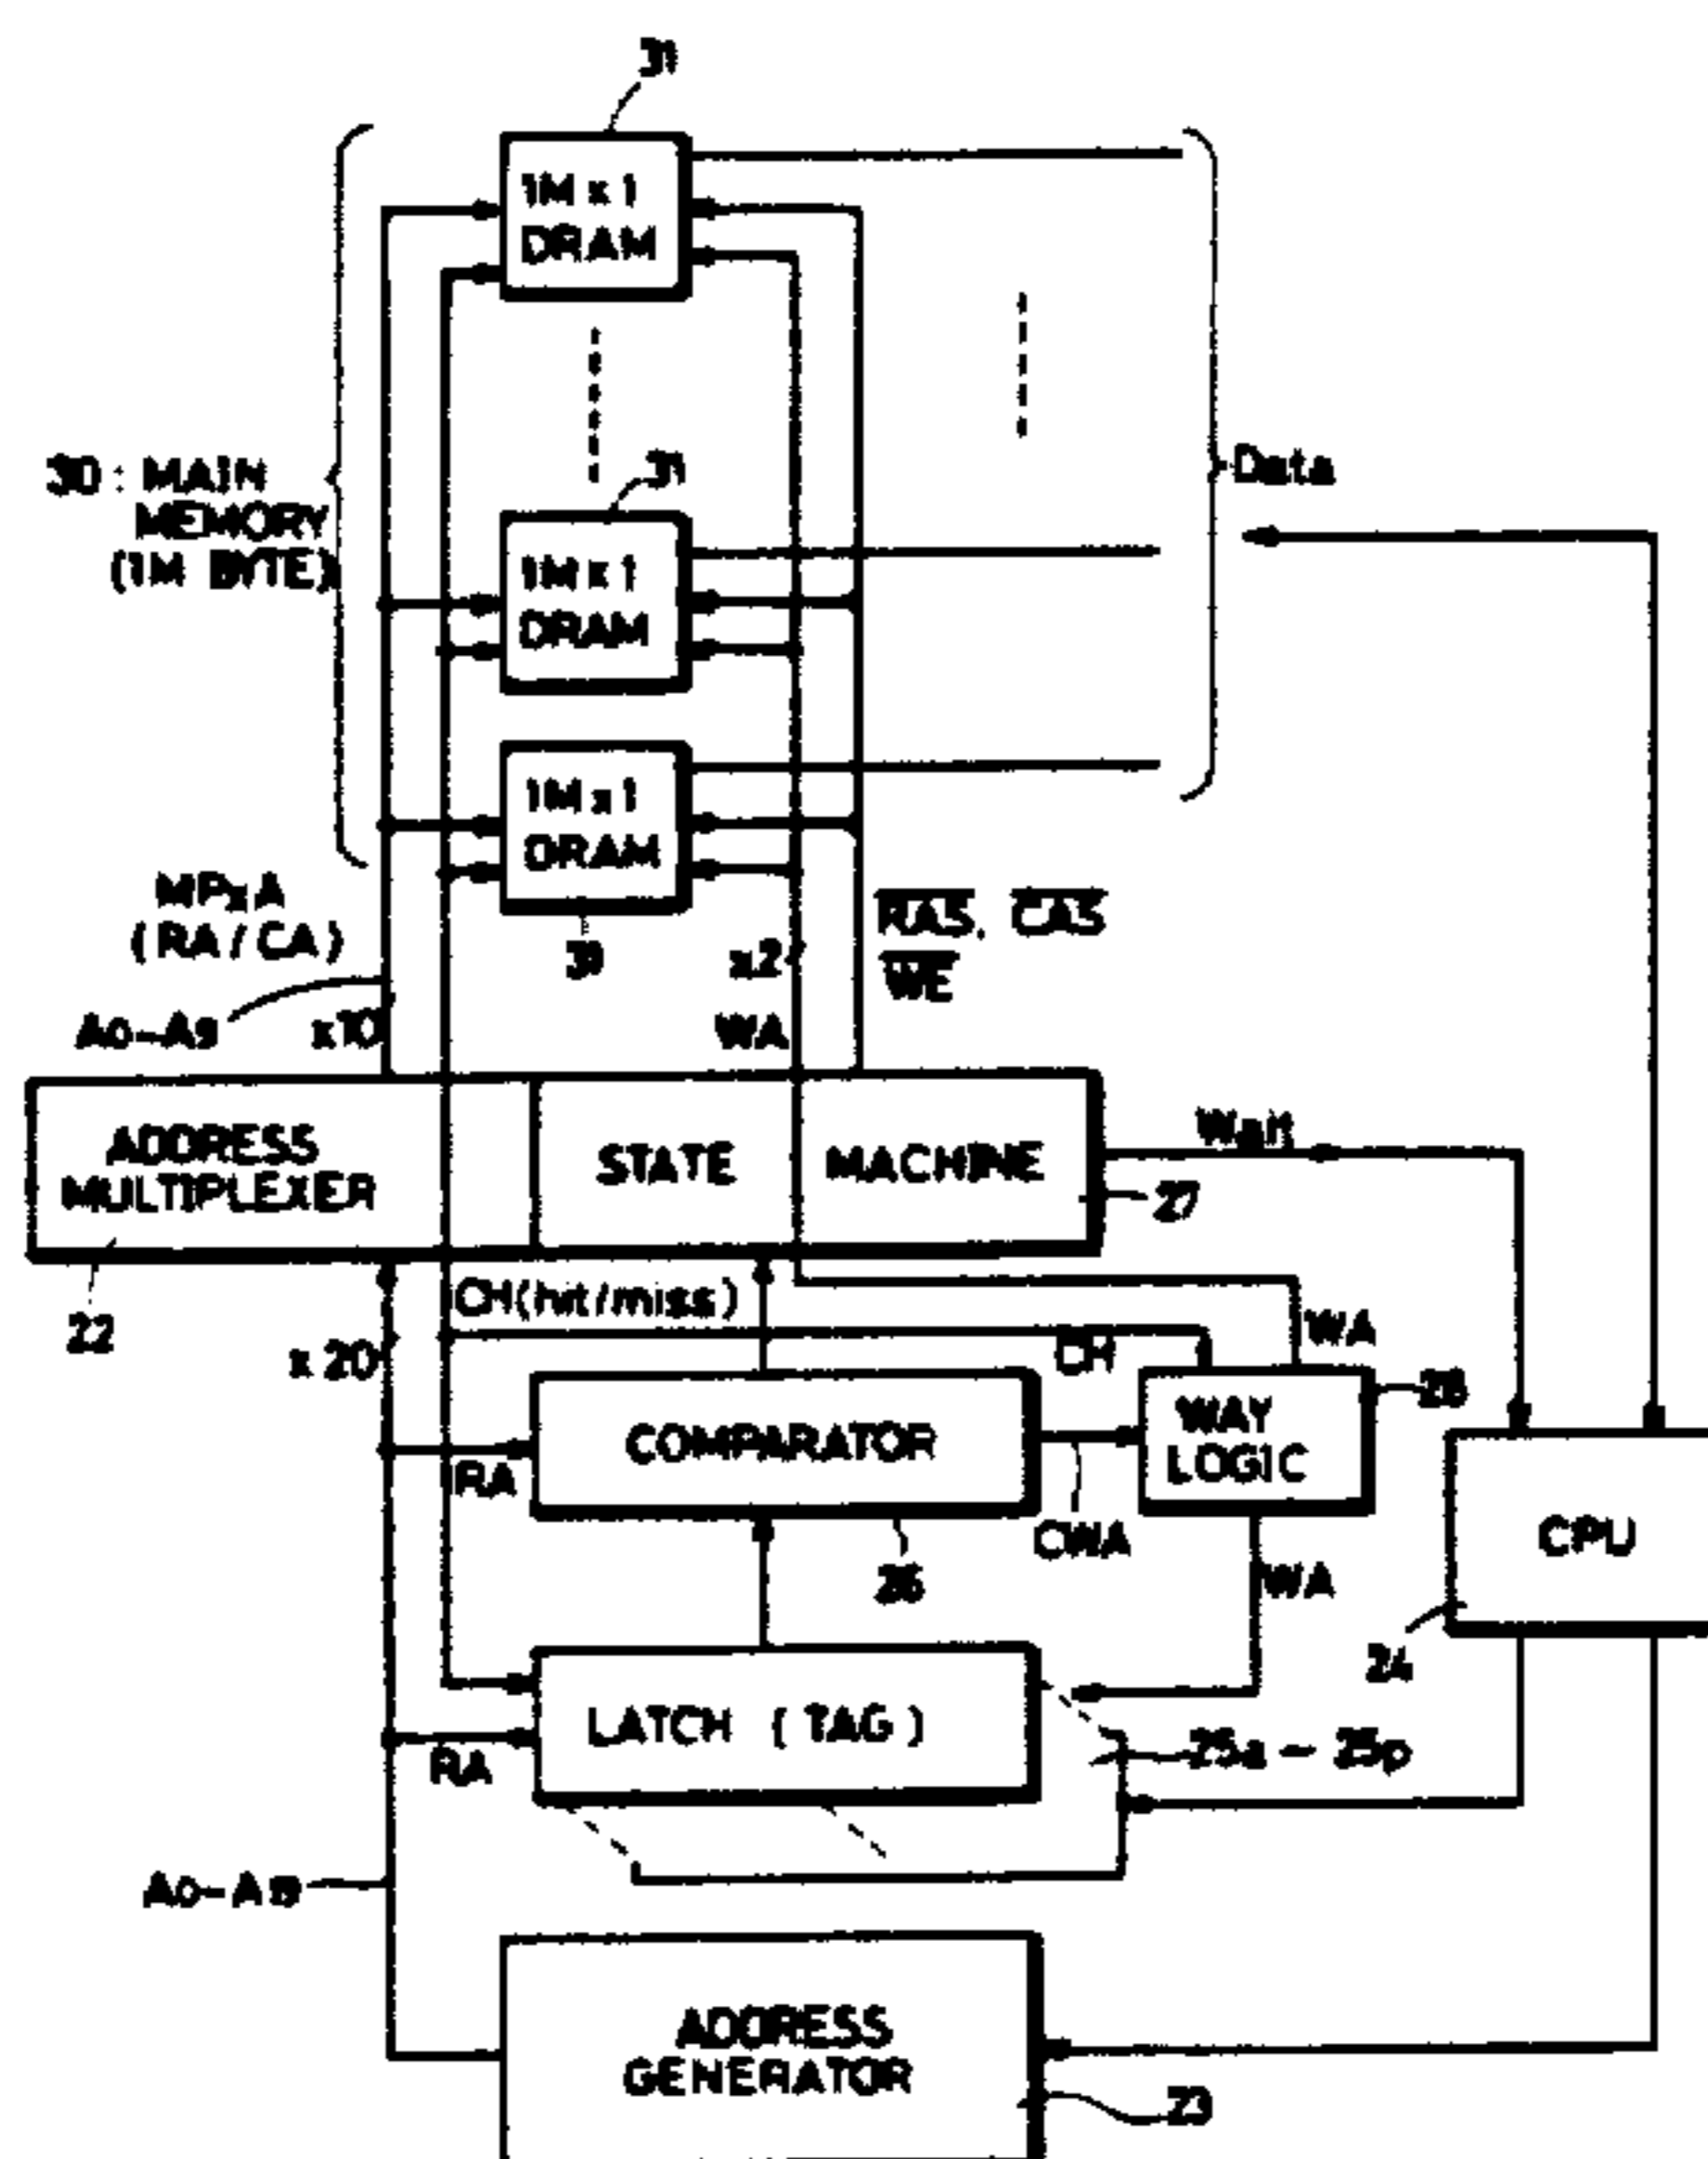 31
1M x 1
DRAM
30 : MAIN
MEMORY
(1M BYTE)
31
1M x 1
DRAM
Data
1M x 1
DRAM
31
MPxA
(RA/CA)
RAS, CAS
WE
x2
WA
A0-A9
x10
ADDRESS
MULTIPLEXER
STATE MACHINE
Wait
27
22
CH(hit/miss)
x 20
CH
WA
COMPARATOR
WAY
LOGIC
28
RA
CWA
CPU
26
WA
24
LATCH (TAG)
RA
25a - 25p
A0-A19
ADDRESS
GENERATOR
23